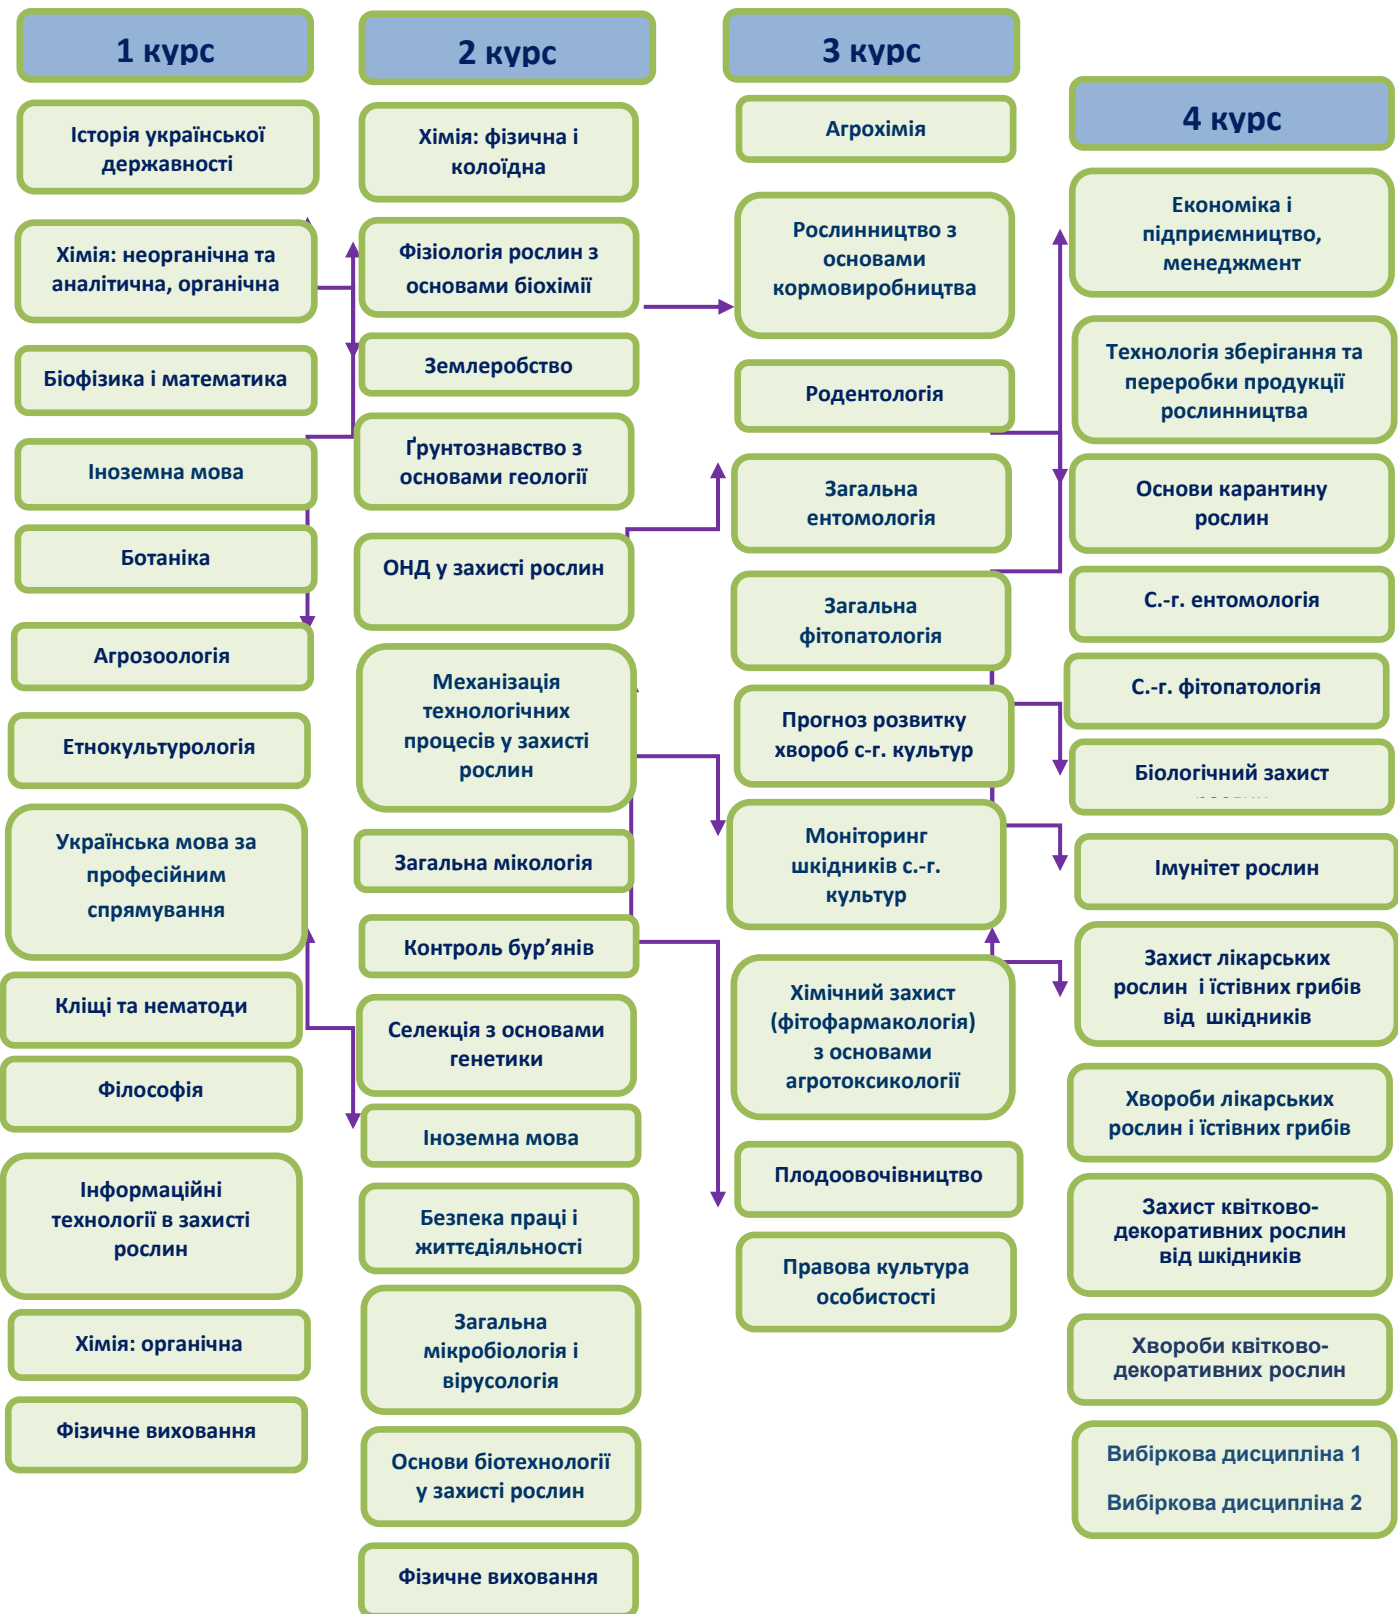 1 курс
Історія української
державності
Хімія: неорганічна та
аналітична, органічна
Біофізика і математика
Іноземна мова
Ботаніка
Агрозоологія
Етнокультурологія
Українська мова за
професійним
спрямування
Кліщі та нематоди
Філософія
Інформаційні
технології в захисті
рослин
Хімія: органічна
Фізичне виховання
2 курс
Хімія: фізична і
колоїдна
Фізіологія рослин з
основами біохімії
Землеробство
Ґрунтознавство з
основами геології
ОНД у захисті рослин
Механізація
технологічних
процесів у захисті
рослин
Загальна мікологія
Контроль бур’янів
Селекція з основами
генетики
Іноземна мова
Безпека праці і
життєдіяльності
Загальна
мікробіологія і
вірусологія
Основи біотехнології
у захисті рослин
Фізичне виховання
3 курс
Агрохімія
Рослинництво з
основами
кормовиробництва
Родентологія
Загальна
ентомологія
Загальна
фітопатологія
Прогноз розвитку
хвороб с-г. культур
Моніторинг
шкідників с.-г.
культур
Хімічний захист
(фітофармакологія)
з основами
агротоксикології
Плодоовочівництво
Правова культура
особистості
4 курс
Економіка і
підприємництво,
менеджмент
Технологія зберігання та
переробки продукції
рослинництва
Основи карантину
рослин
С.-г. ентомологія
С.-г. фітопатологія
Біологічний захист
Імунітет рослин
Захист лікарських
рослин і їстівних грибів
від шкідників
Хвороби лікарських
рослин і їстівних грибів
Захист квітково-
декоративних рослин
від шкідників
Хвороби квітково-
декоративних рослин
Вибіркова дисципліна 1
Вибіркова дисципліна 2